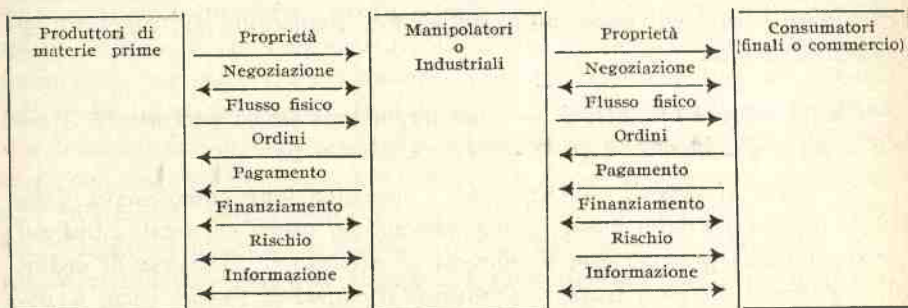 Produttori di
materie prime
Proprietà
Negoziazione
Flusso fisico
Ordini
Pagamento
Finanziamento
Rischio
Informazione
Manipolatori
o
Industriali
Proprietà
Negoziazione
Flusso fisico
Ordini
Pagamento
Finanziamento
Rischio
Informazione
Consumatori
(finali o commercio)